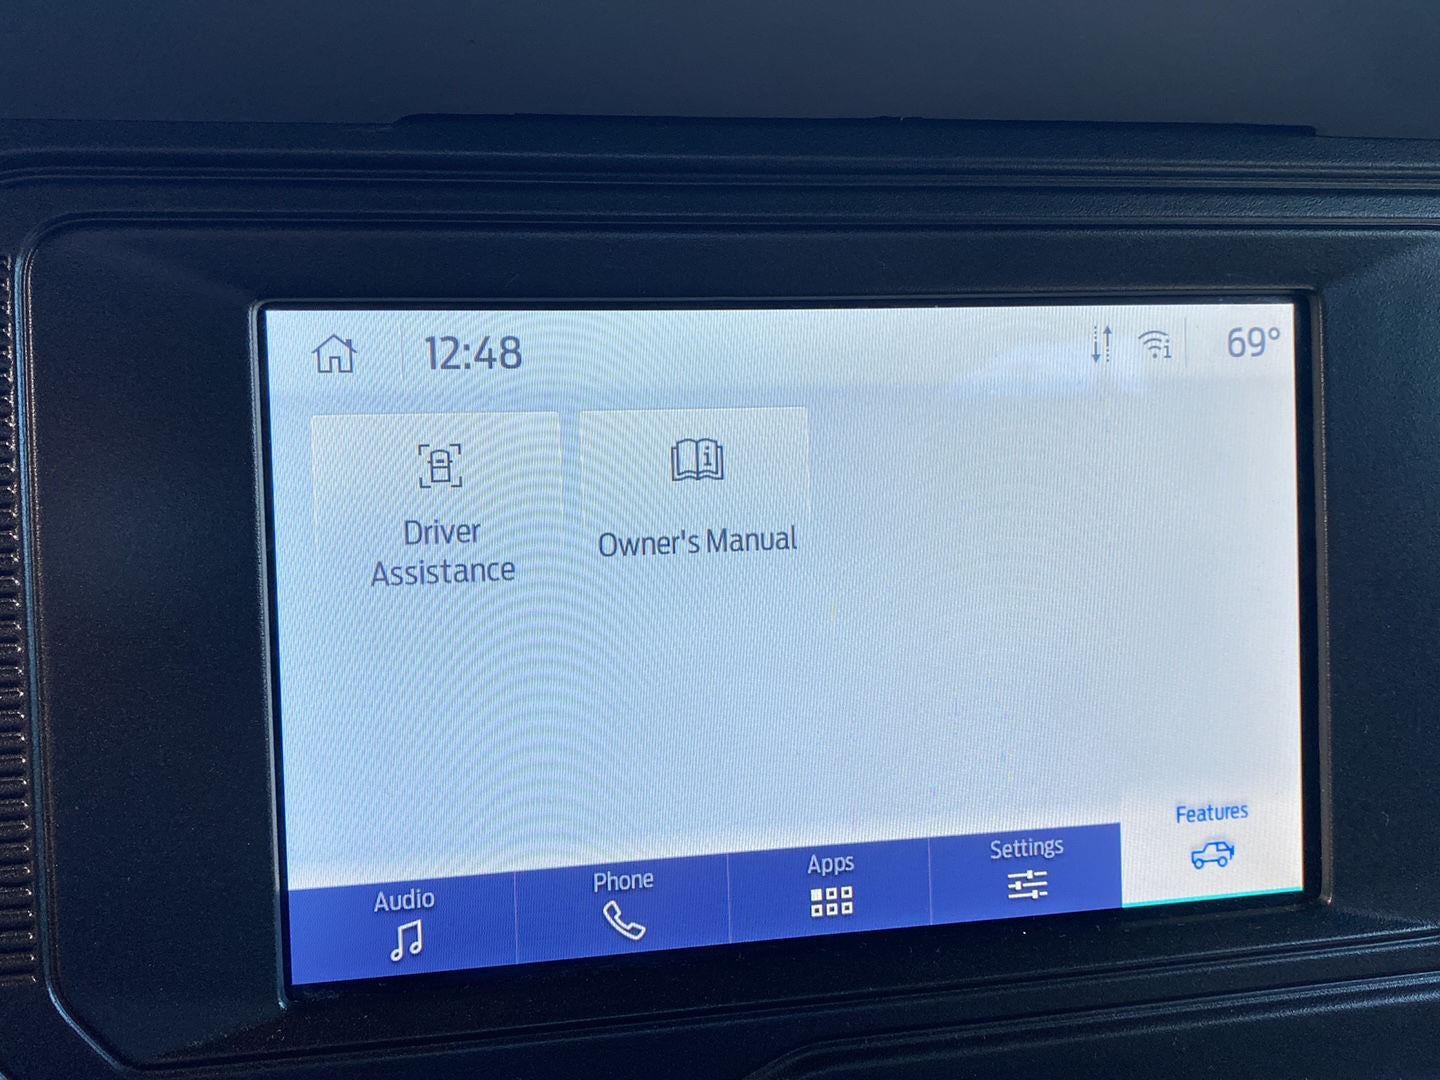 12:48
69°
Driver
Assistance
Owner's Manual
Audio
Phone
Apps
Settings
Features